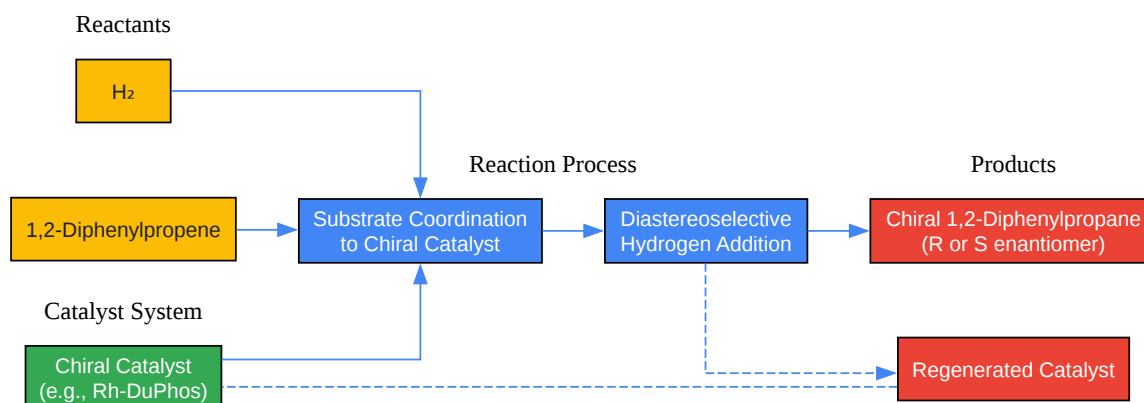 Reactants
H₂
Reaction Process
Products
1,2-Diphenylpropene
Substrate Coordination
to Chiral Catalyst
Diastereoselective
Hydrogen Addition
Chiral 1,2-Diphenylpropane
(R or S enantiomer)
Catalyst System
Chiral Catalyst
(e.g., Rh-DuPhos)
Regenerated Catalyst